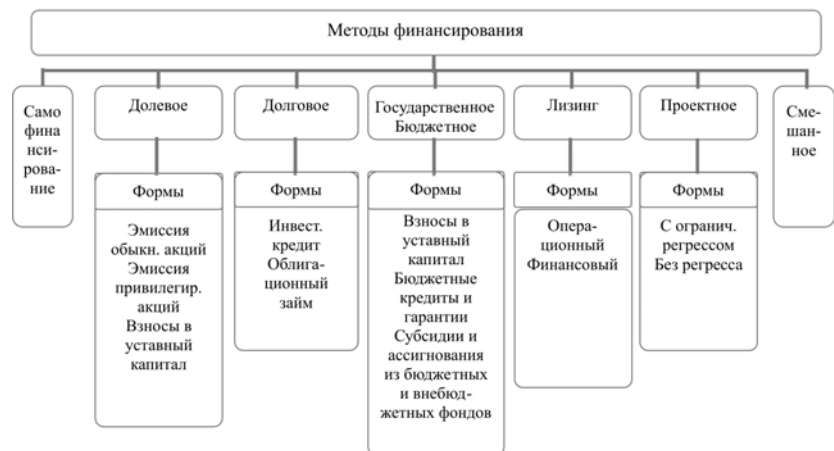 Методы финансирования
Само
фина
нси-
рова-
ние
Долевое
Долговое
Государственное
Бюджетное
Лизинг
Проектное
Сме-
шан-
ное
Формы
Эмиссия
обыкн. акций
Эмиссия
привилегир.
акций
Взносы в
уставный
капитал
Формы
Инвест.
кредит
Облига-
ционный
займ
Формы
Взносы в
уставный
капитал
Бюджетные
кредиты и
гарантии
Субсидии и
ассигнования
из бюджетных
и внебюд-
жетных фондов
Формы
Опера-
ционный
Финансовый
Формы
С огранич.
регрессом
Без регресса